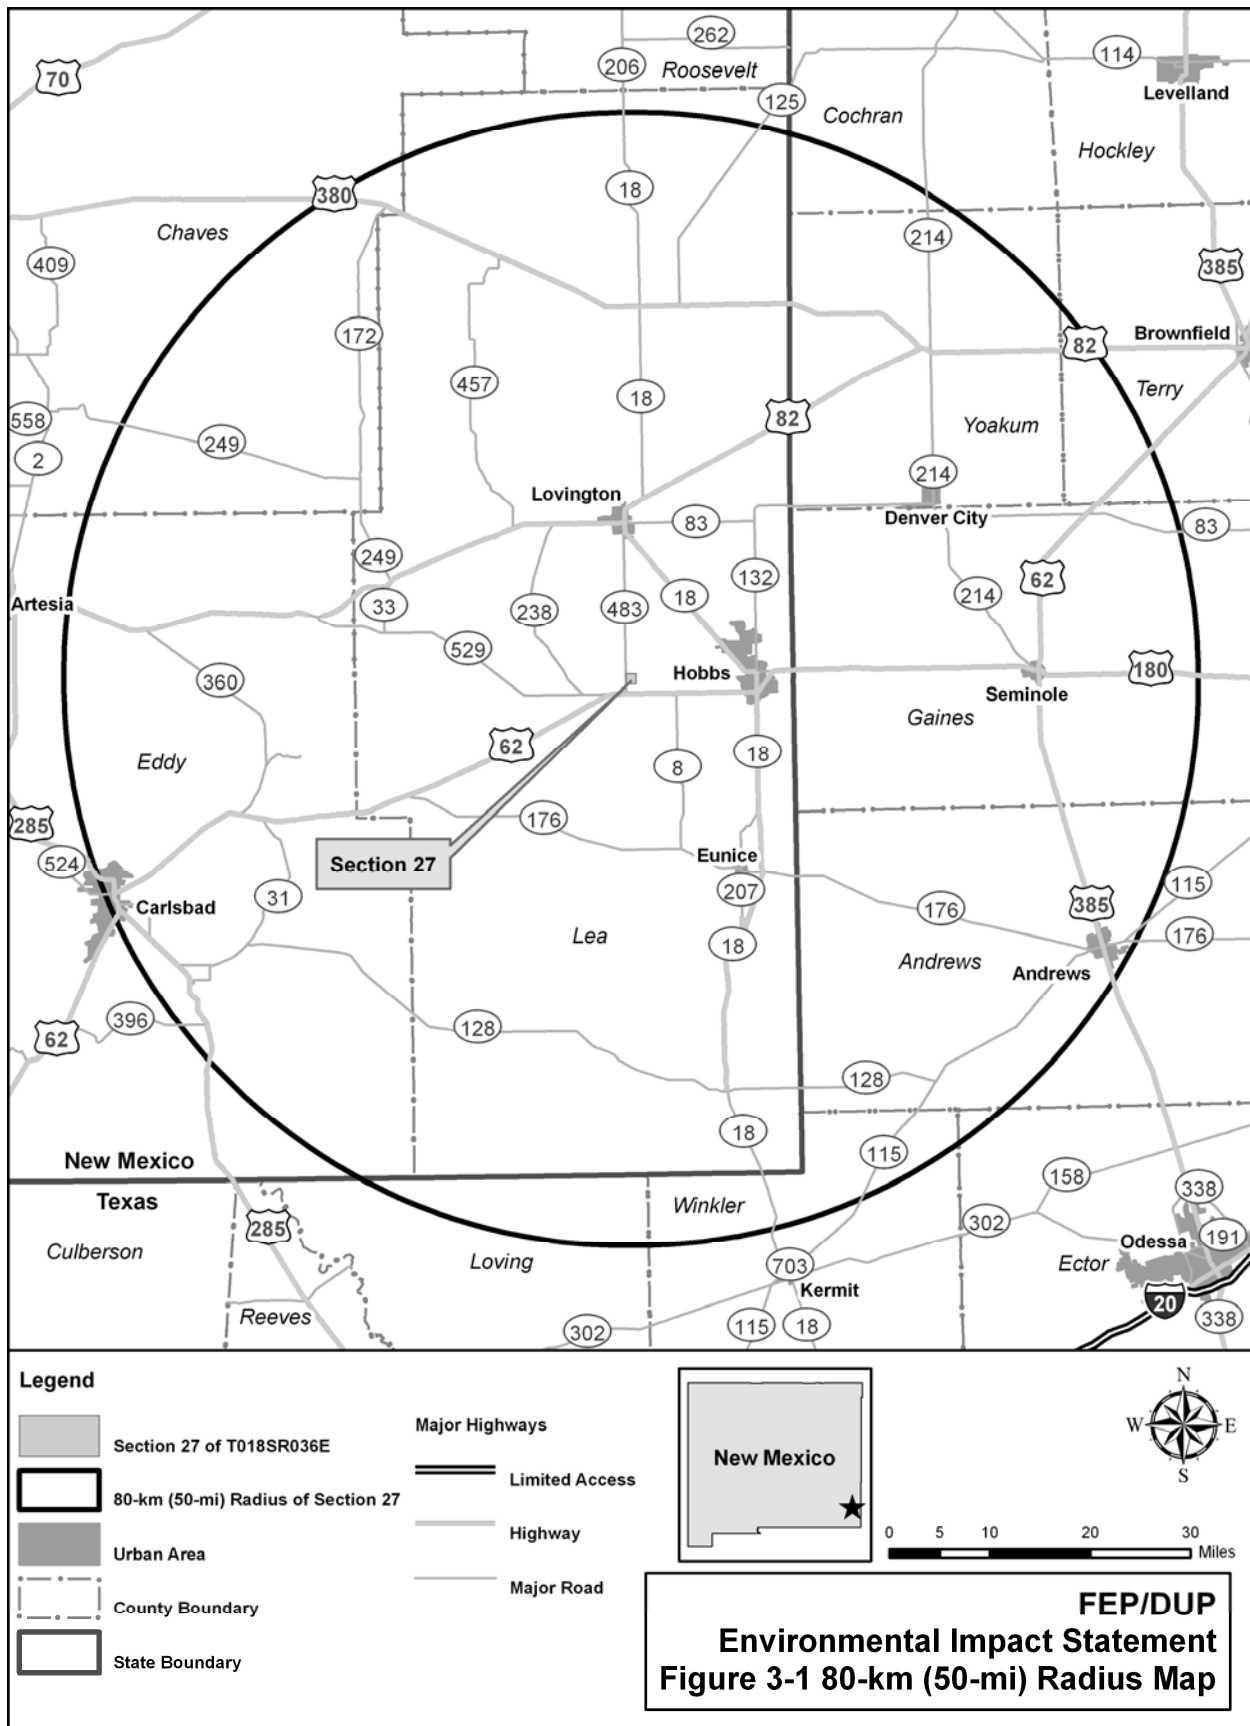 262
206
Roosevelt
70
114
Levelland
125
Cochran
Hockley
18
380
Chaves
214
409
385
172
82
Brownfield
457
18
Terry
558
82
Yoakum
249
2
214
Lovington
Denver City
83
83
249
132
62
Artesia
33
238
483
18
214
529
Hobbs
180
360
Seminole
Gaines
62
18
Eddy
8
285
176
Section 27
Eunice
524
31
207
385
115
Carlsbad
176
176
Lea
18
Andrews
Andrews
62
396
128
128
18
115
New Mexico
158
338
Texas
Winkler
285
302
191
Culberson
Loving
Odessa
703
Ector
Kermit
20
Reeves
302
115
18
338
Legend
Section 27 of T018SR036E
80-km (50-mi) Radius of Section 27
Urban Area
County Boundary
State Boundary
Major Highways
Limited Access
Highway
Major Road
New Mexico
N
W
E
S
0 5 10 20 30
Miles
FEP/DUP
Environmental Impact Statement
Figure 3-1 80-km (50-mi) Radius Map